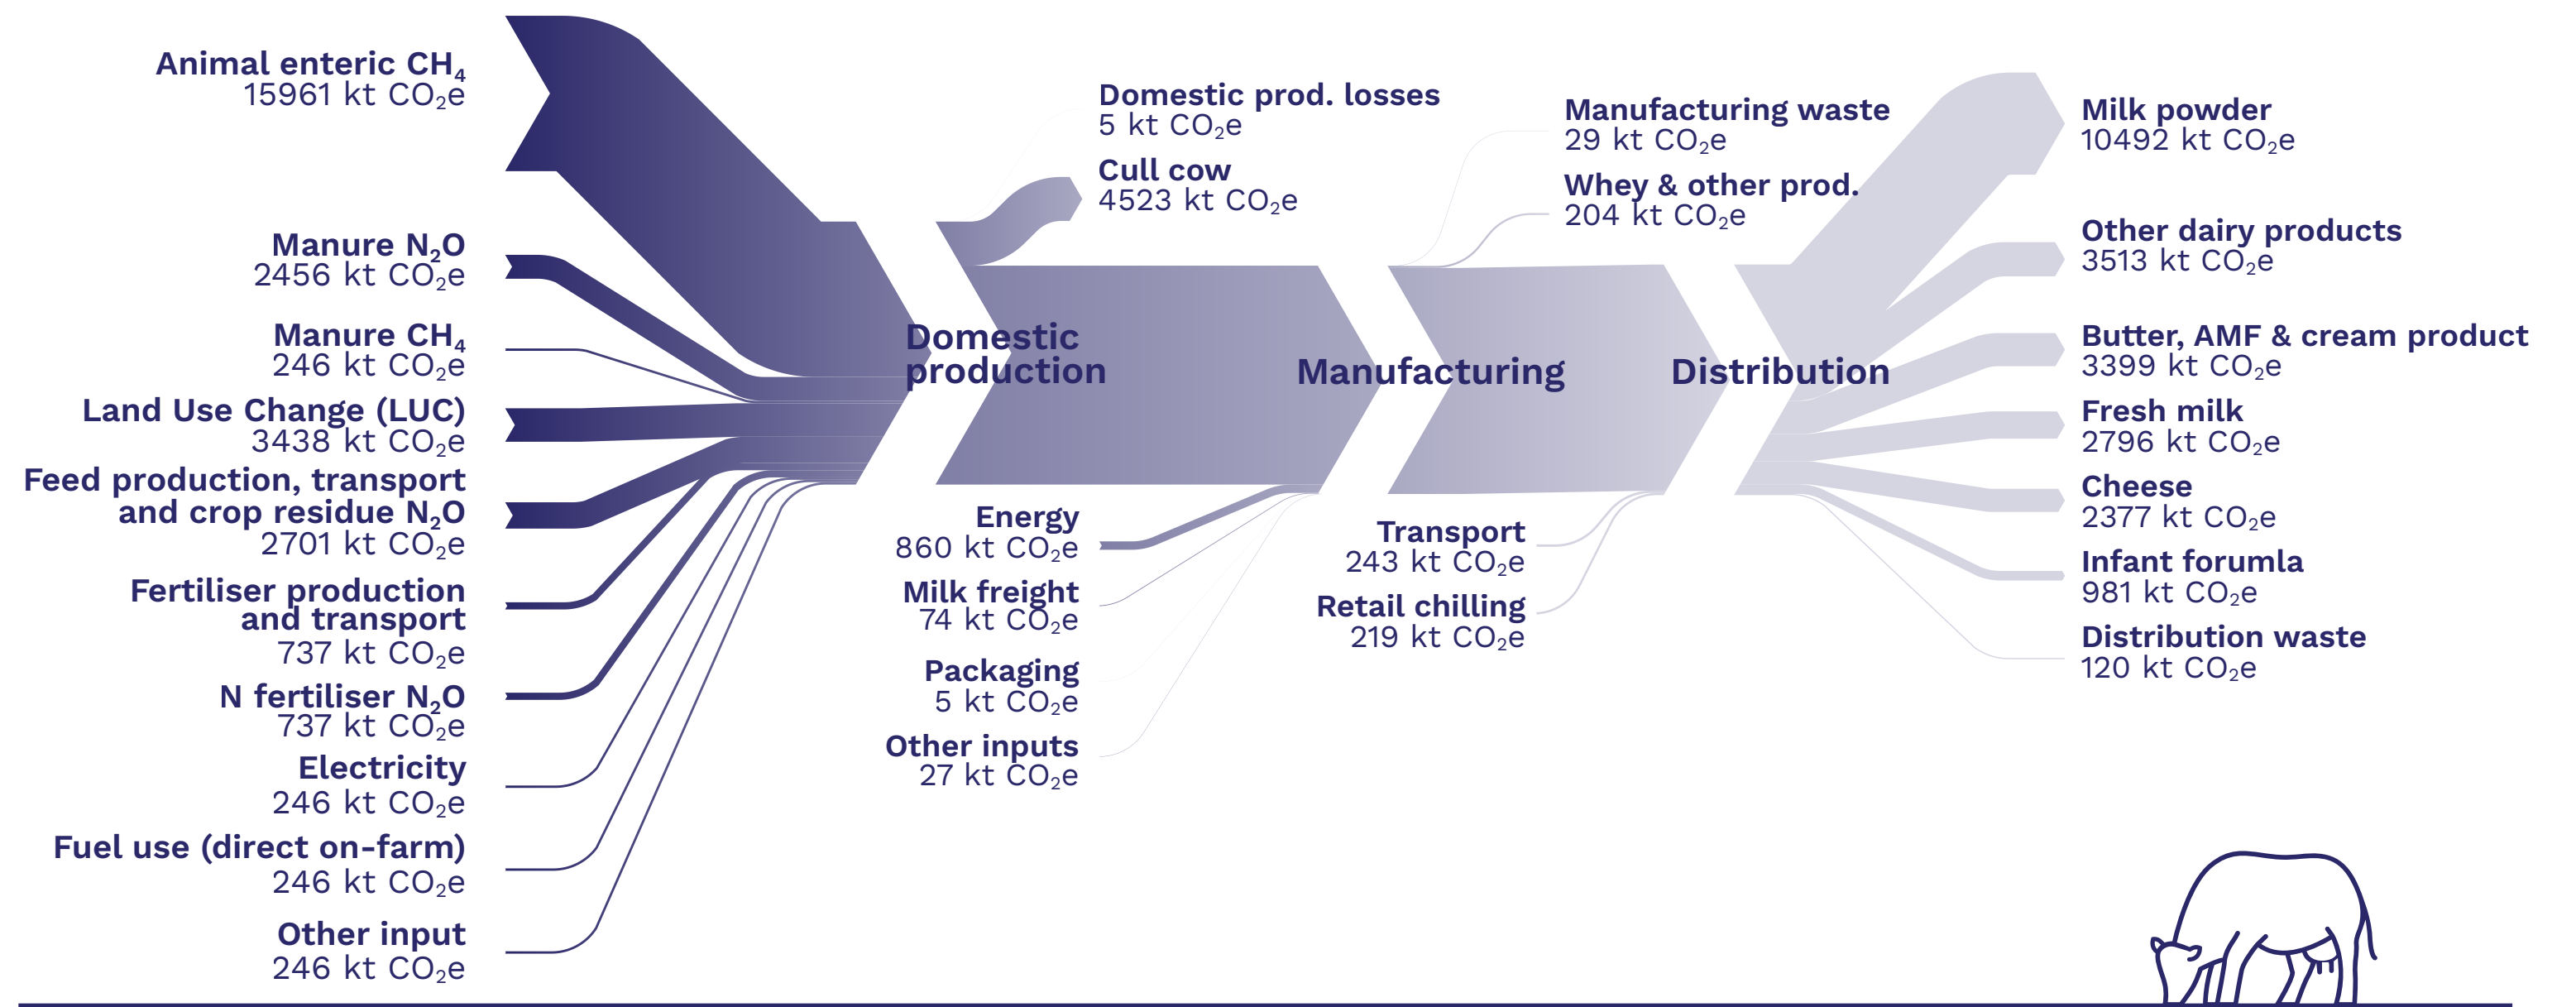 Animal enteric CH₄
15961 kt CO₂e
Manure N₂O
2456 kt CO₂e
Manure CH₄
246 kt CO₂e
Land Use Change (LUC)
3438 kt CO₂e
Feed production, transport
and crop residue N₂O
2701 kt CO₂e
Fertiliser production
and transport
737 kt CO₂e
N fertiliser N₂O
737 kt CO₂e
Electricity
246 kt CO₂e
Fuel use (direct on-farm)
246 kt CO₂e
Other input
246 kt CO₂e
Domestic
production
Domestic prod. losses
5 kt CO₂e
Cull cow
4523 kt CO₂e
Energy
860 kt CO₂e
Milk freight
74 kt CO₂e
Packaging
5 kt CO₂e
Other inputs
27 kt CO₂e
Manufacturing
Manufacturing waste
29 kt CO₂e
Whey & other prod.
204 kt CO₂e
Transport
243 kt CO₂e
Retail chilling
219 kt CO₂e
Distribution
Milk powder
10492 kt CO₂e
Other dairy products
3513 kt CO₂e
Butter, AMF & cream product
3399 kt CO₂e
Fresh milk
2796 kt CO₂e
Cheese
2377 kt CO₂e
Infant forumla
981 kt CO₂e
Distribution waste
120 kt CO₂e